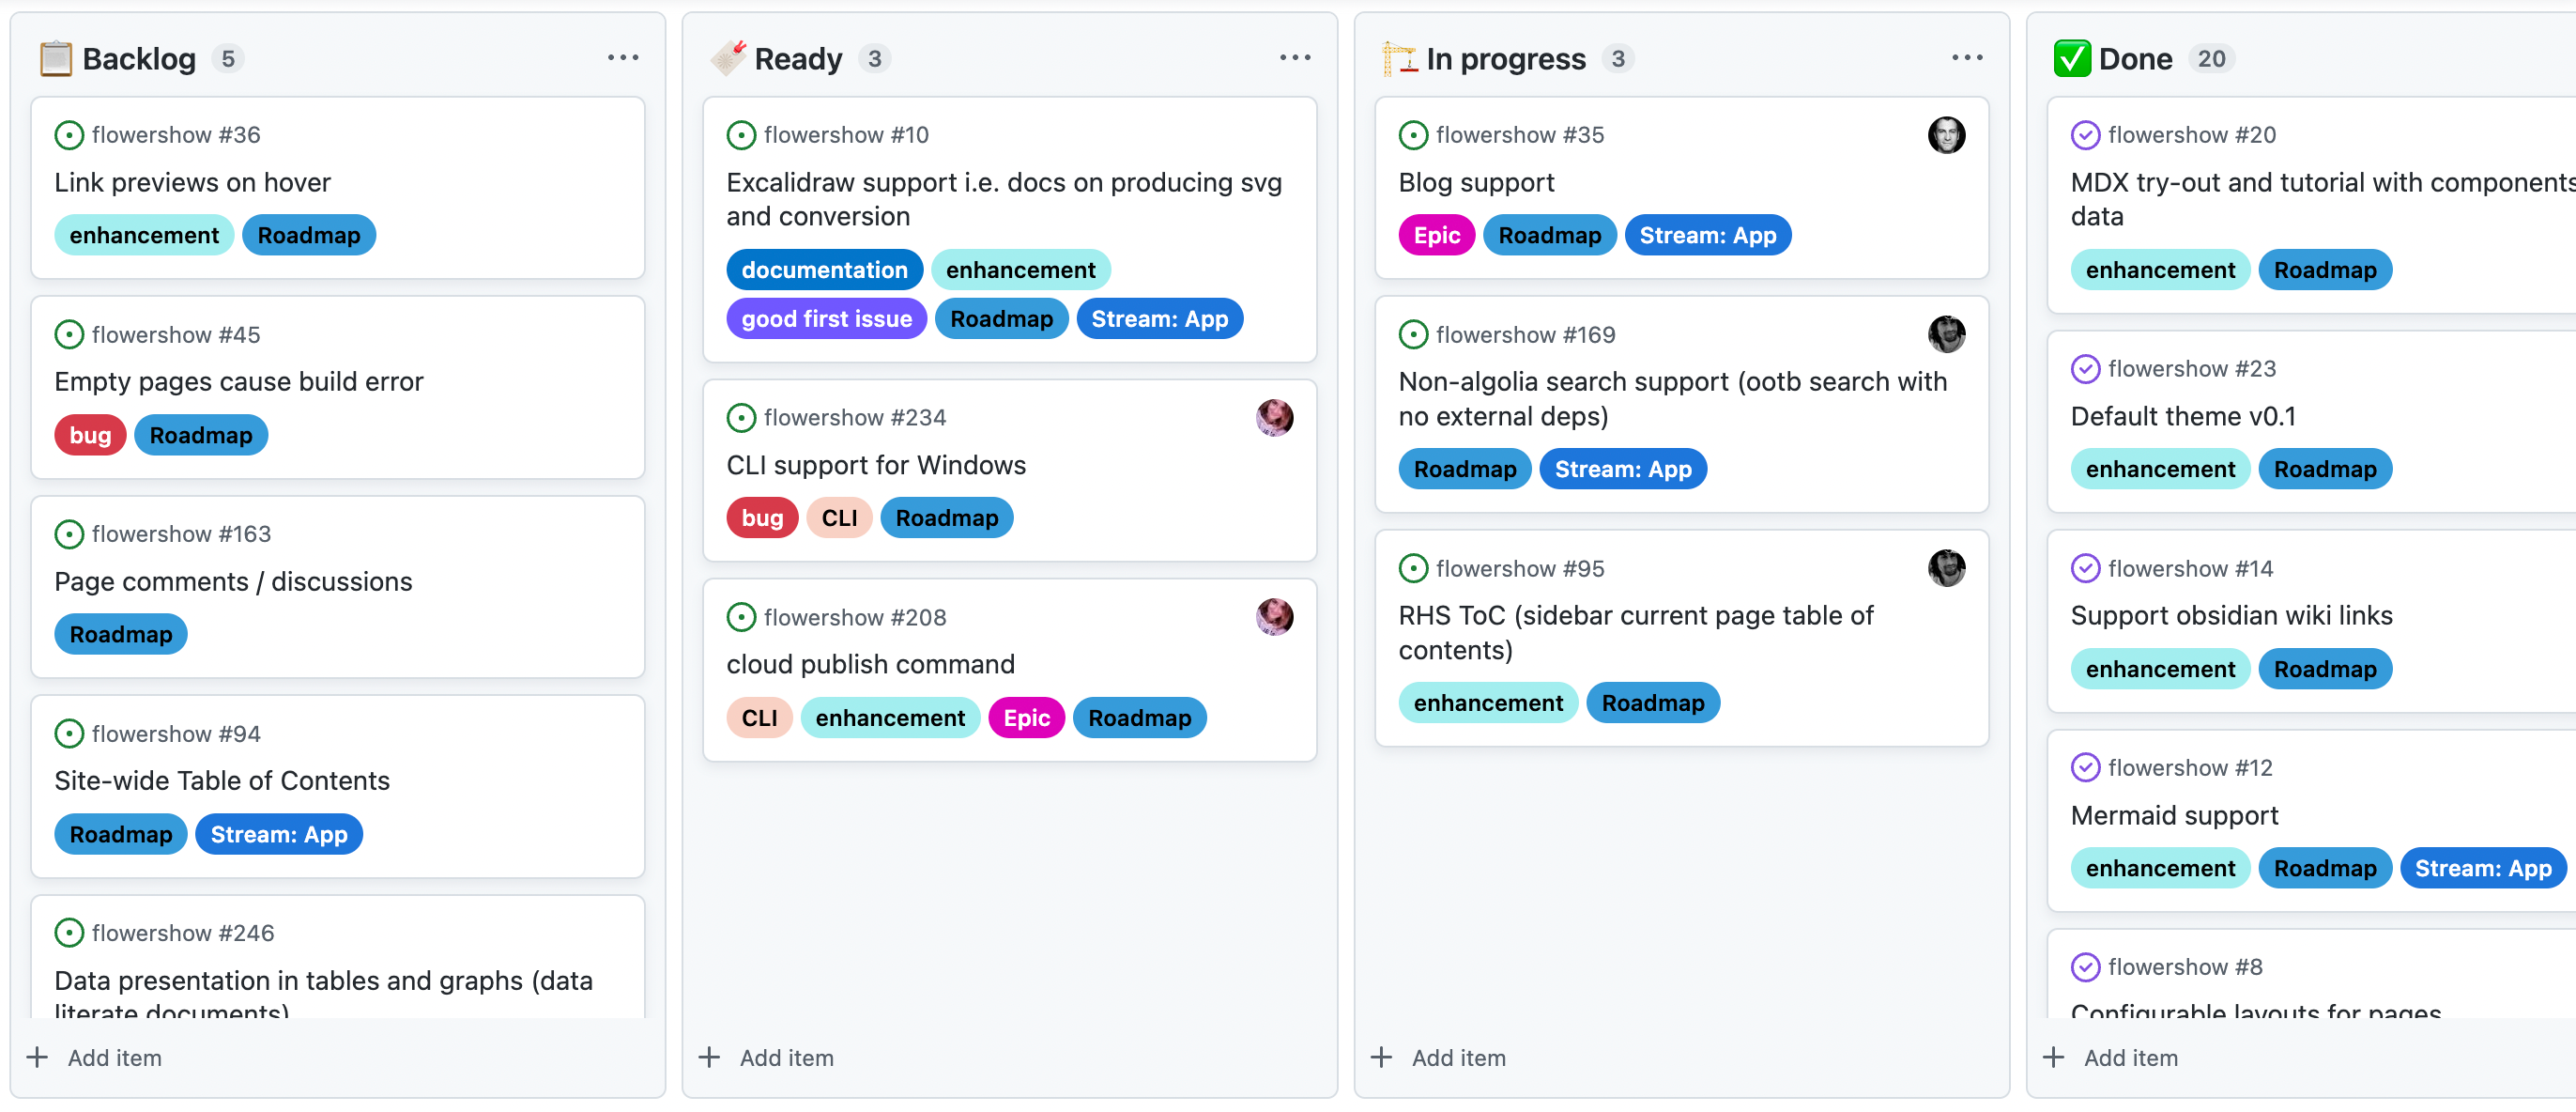 Backlog 5
flowershow #36
Link previews on hover
enhancement Roadmap
flowershow #45
Empty pages cause build error
bug Roadmap
flowershow #163
Page comments / discussions
Roadmap
flowershow #94
Site-wide Table of Contents
Roadmap Stream: App
flowershow #246
Data presentation in tables and graphs (data
literate documents)
Add item
Ready 3
flowershow #10
Excalidraw support i.e. docs on producing svg
and conversion
documentation enhancement
good first issue Roadmap Stream: App
flowershow #234
CLI support for Windows
bug CLI Roadmap
flowershow #208
cloud publish command
CLI enhancement Epic Roadmap
Add item
In progress 3
flowershow #35
Blog support
Epic Roadmap Stream: App
flowershow #169
Non-algolia search support (ootb search with
no external deps)
Roadmap Stream: App
flowershow #95
RHS ToC (sidebar current page table of
contents)
enhancement Roadmap
Add item
Done 20
flowershow #20
MDX try-out and tutorial with components
data
enhancement Roadmap
flowershow #23
Default theme v0.1
enhancement Roadmap
flowershow #14
Support obsidian wiki links
enhancement Roadmap
flowershow #12
Mermaid support
enhancement Roadmap Stream: App
flowershow #8
Configurable layouts for pages
Add item